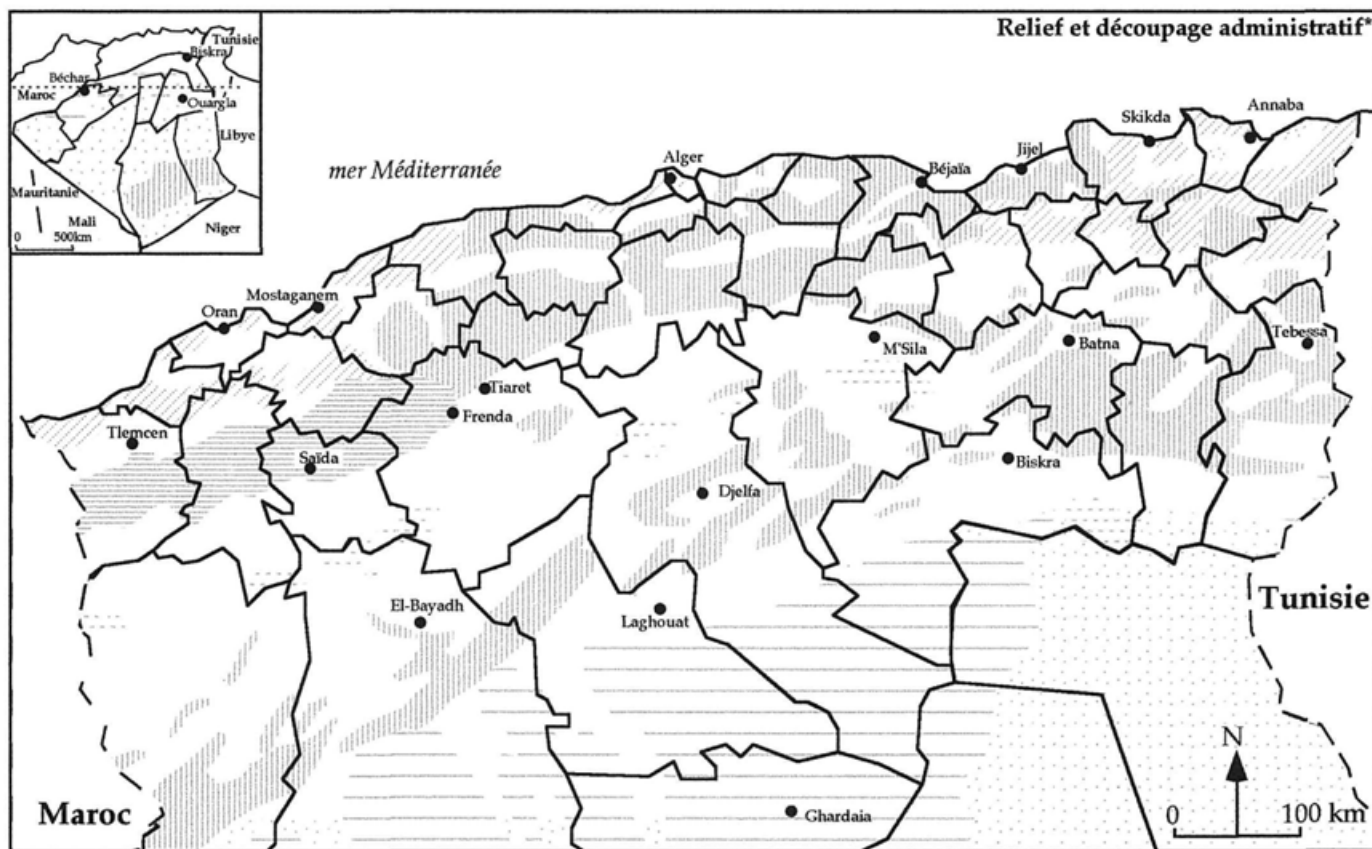 Relief et découpage administratif*
Tunisie
Biskra
Béchar
Maroc
Ouargla
Libye
Mauritanie
Mali
Niger
0 500km
mer Méditerranée
Alger
Béjaïa
Jijel
Skikda
Annaba
Oran
Mostaganem
M'Sila
Batna
Tebessa
Tiaret
Frenda
Tlemcen
Saïda
Biskra
Djelfa
El-Bayadh
Laghouat
Tunisie
Maroc
Ghardaia
N
0 100 km